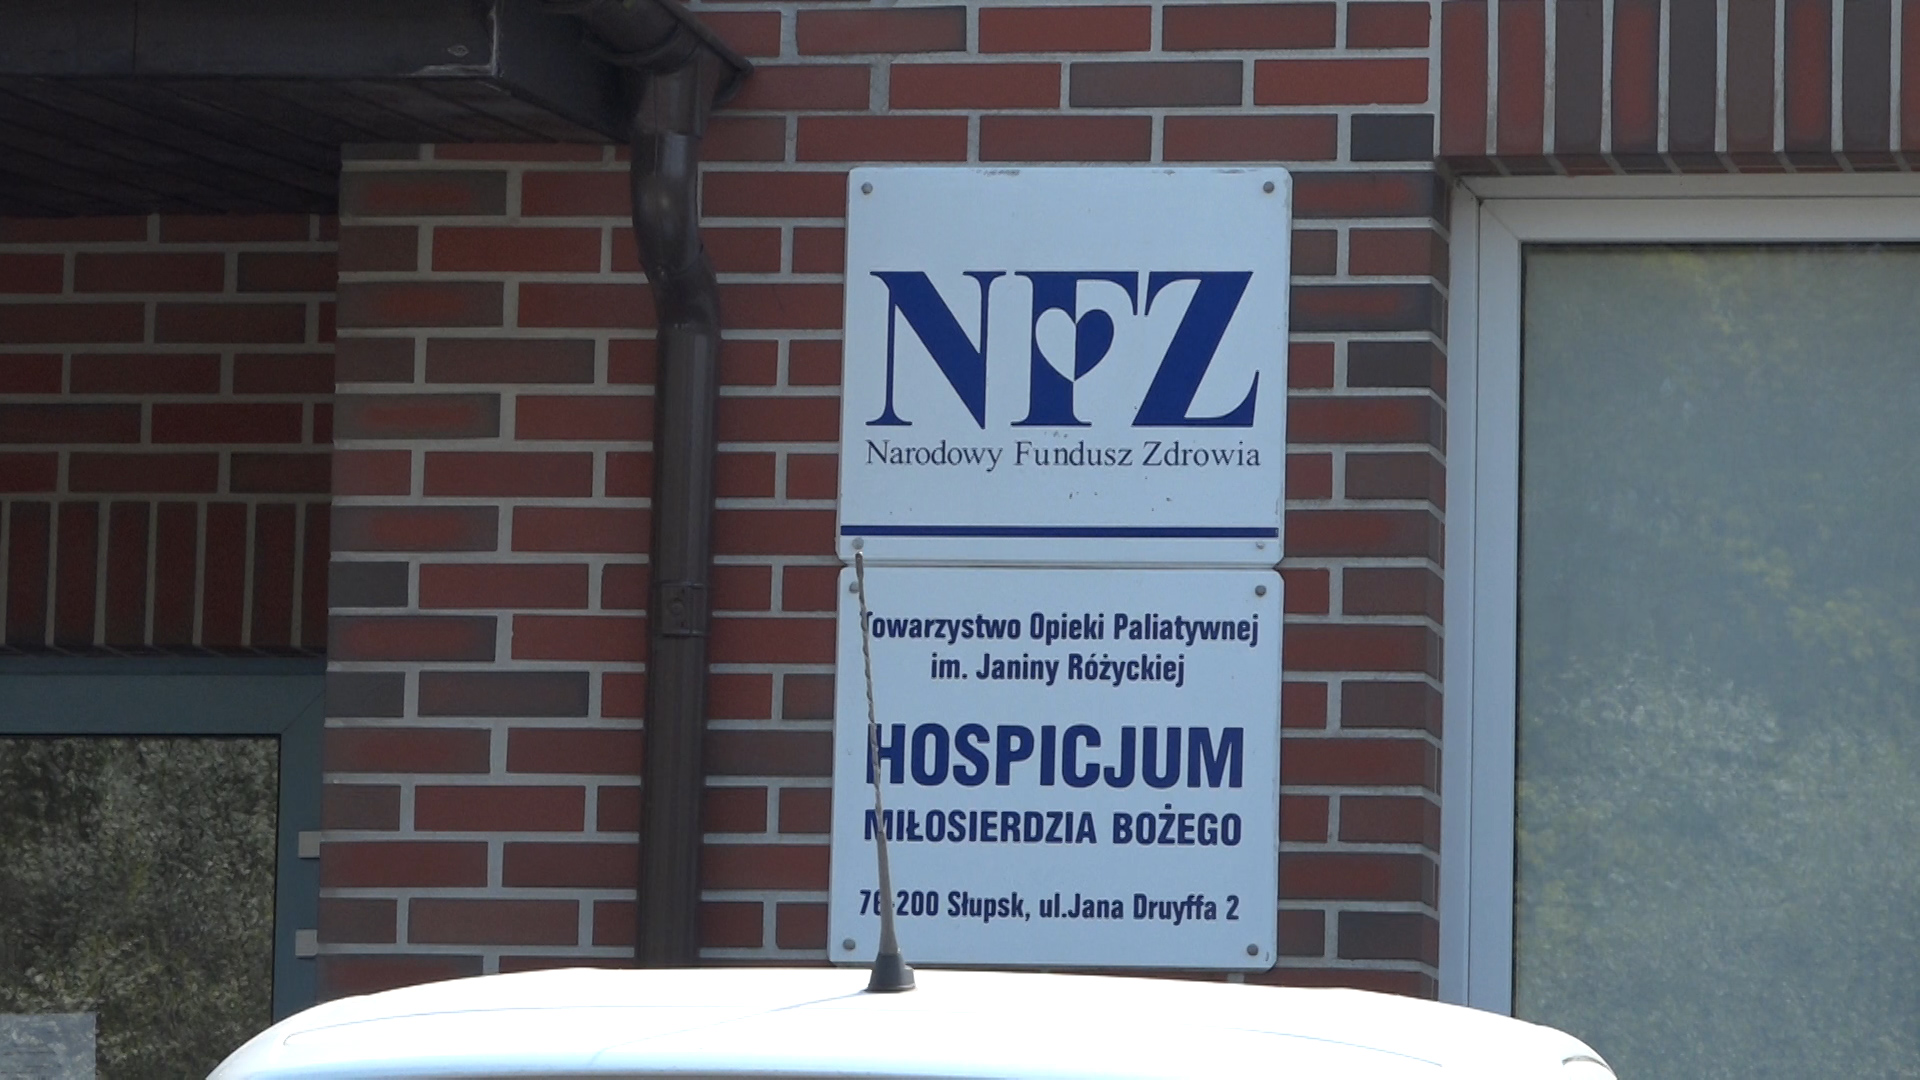 NFZ
Narodowy Fundusz Zdrowia
Towarzystwo Opieki Paliatywnej
im. Janiny Różyckiej
HOSPICJUM
MIŁOSIERDZIA BOŻEGO
76-200 Słupsk, ul.Jana Druyffa 2